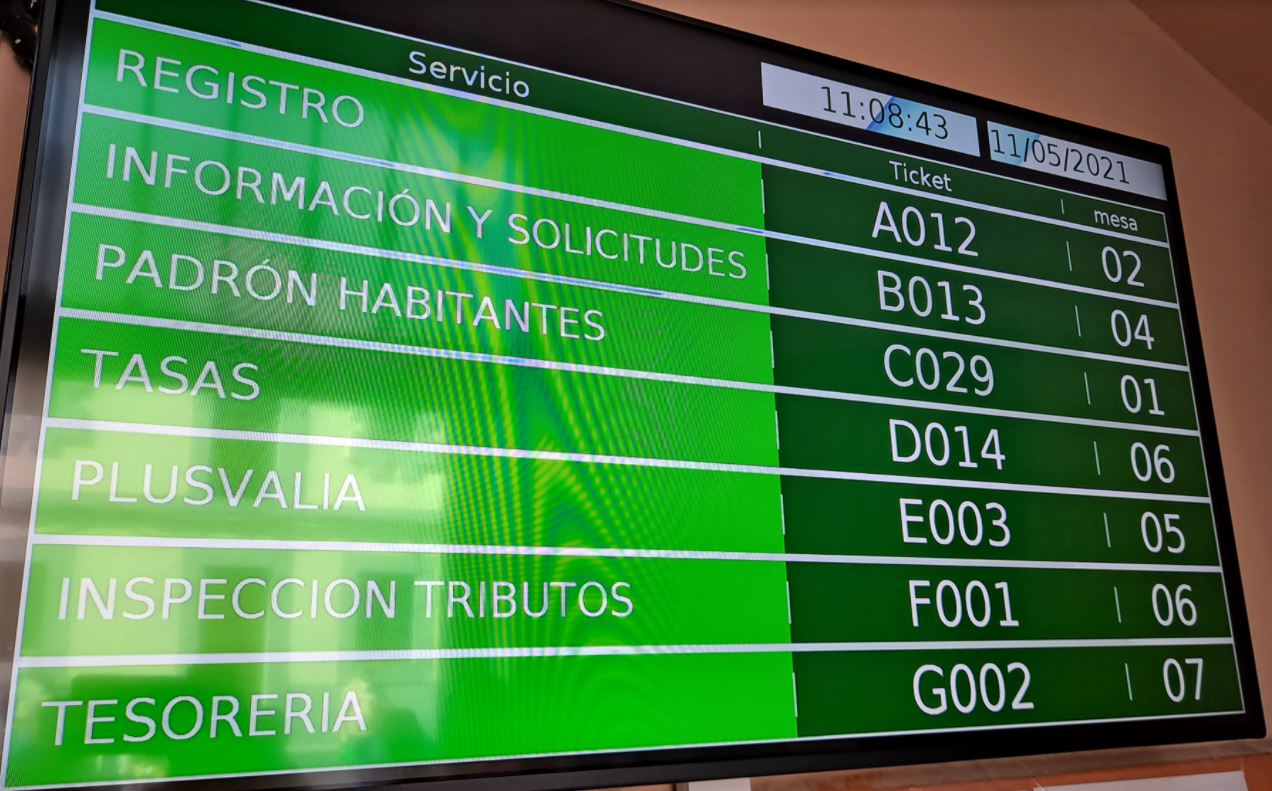 11:08:43 11/05/2021
Servicio Ticket mesa
REGISTRO A012 02
INFORMACIÓN Y SOLICITUDES B013 04
PADRÓN HABITANTES C029 01
TASAS D014 06
PLUSVALIA E003 05
INSPECCION TRIBUTOS F001 06
TESORERIA G002 07